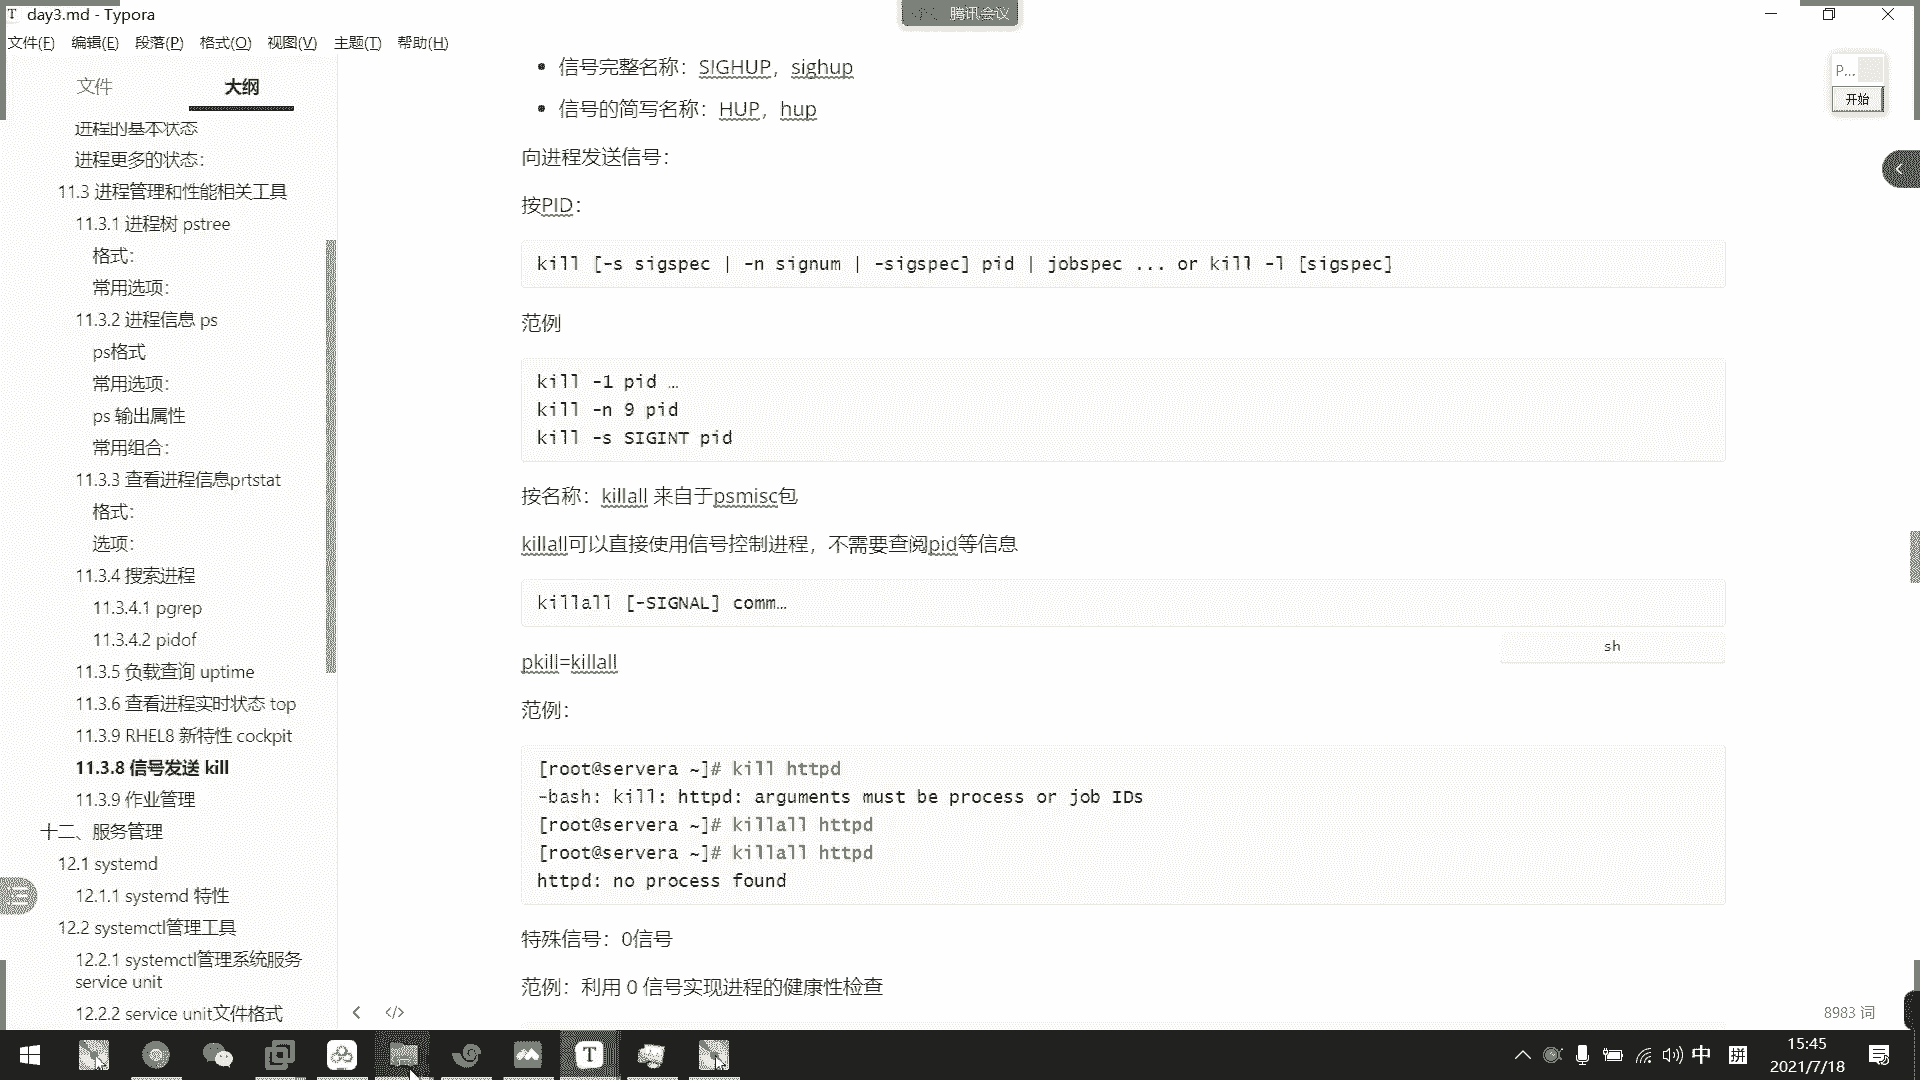 day3.md - Typora
腾讯会议
文件(F) 编辑(E) 段落(P) 格式(O) 视图(V) 主题(T) 帮助(H)
文件 大纲
进程的基本状态
进程更多的状态：
11.3 进程管理和性能相关工具
11.3.1 进程树 pstree
格式：
常用选项：
11.3.2 进程信息 ps
ps格式
常用选项：
ps 输出属性
常用组合：
11.3.3 查看进程信息prtstat
格式：
选项：
11.3.4 搜索进程
11.3.4.1 pgrep
11.3.4.2 pidof
11.3.5 负载查询 uptime
11.3.6 查看进程实时状态 top
11.3.9 RHEL8 新特性 cockpit
11.3.8 信号发送 kill
11.3.9 作业管理
十二、服务管理
12.1 systemd
12.1.1 systemd 特性
12.2 systemctl管理工具
12.2.1 systemctl管理系统服务
service unit
12.2.2 service unit文件格式
信号完整名称：SIGHUP，sighup
信号的简写名称：HUP，hup
向进程发送信号：
按PID：
kill [-s sigspec | -n signum | -sigspec] pid | jobspec ... or kill -l [sigspec]
范例
kill -1 pid …
kill -n 9 pid
kill -s SIGINT pid
按名称：killall 来自于psmisc包
killall可以直接使用信号控制进程，不需要查阅pid等信息
killall [-SIGNAL] comm…
sh
pkill=killall
范例：
[root@servera ~]# kill httpd
-bash: kill: httpd: arguments must be process or job IDs
[root@servera ~]# killall httpd
[root@servera ~]# killall httpd
httpd: no process found
特殊信号：0信号
范例：利用 0 信号实现进程的健康性检查
8983 词
P...
开始
中
拼
15:45
2021/7/18